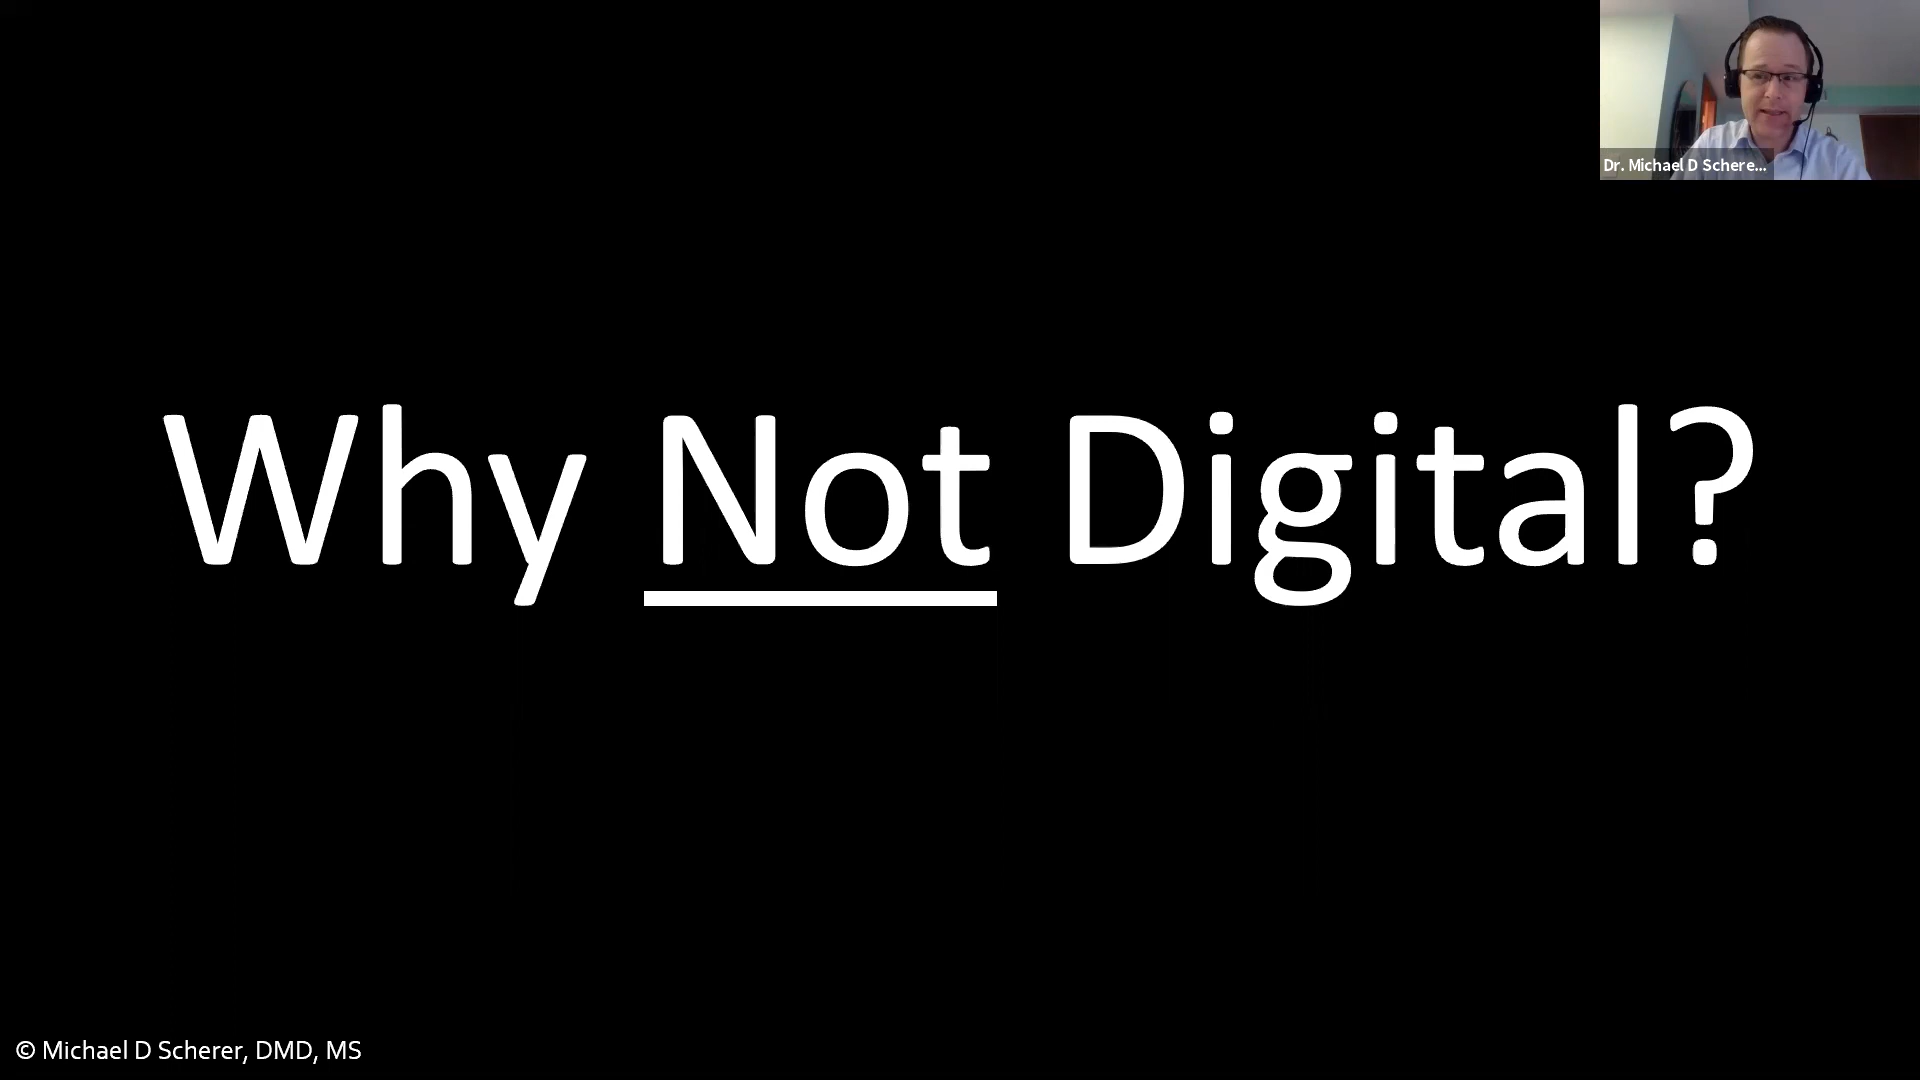 Dr. Michael D Schere...
Why Not Digital?
© Michael D Scherer, DMD, MS